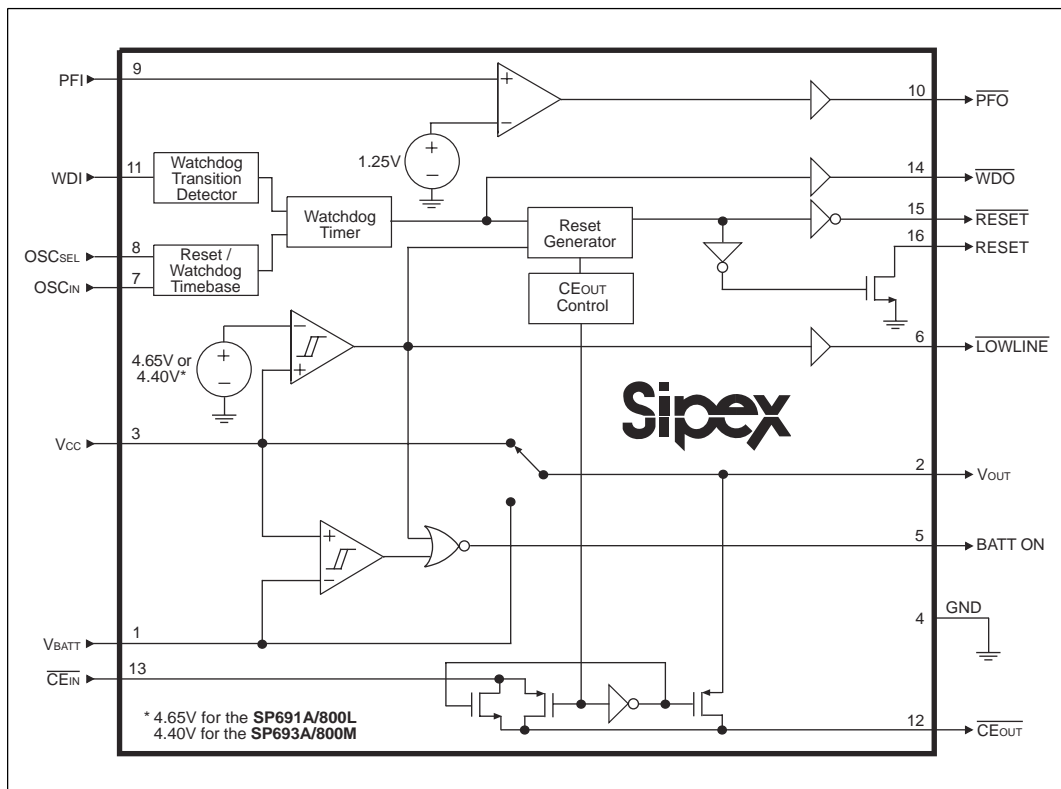 PFI
9
+
−
1.25V
+
−
10
PFO
WDI
11
Watchdog
Transition
Detector
Watchdog
Timer
14
WDO
OSCSEL
8
OSCIN
7
Reset /
Watchdog
Timebase
Reset
Generator
15
RESET
16
RESET
CEOUT
Control
4.65V or
4.40V*
+
−
−
+
6
LOWLINE
Sipex
VCC
3
2
VOUT
+
−
5
BATT ON
VBATT
1
4
GND
CEIN
13
* 4.65V for the SP691A/800L
4.40V for the SP693A/800M
12
CEOUT